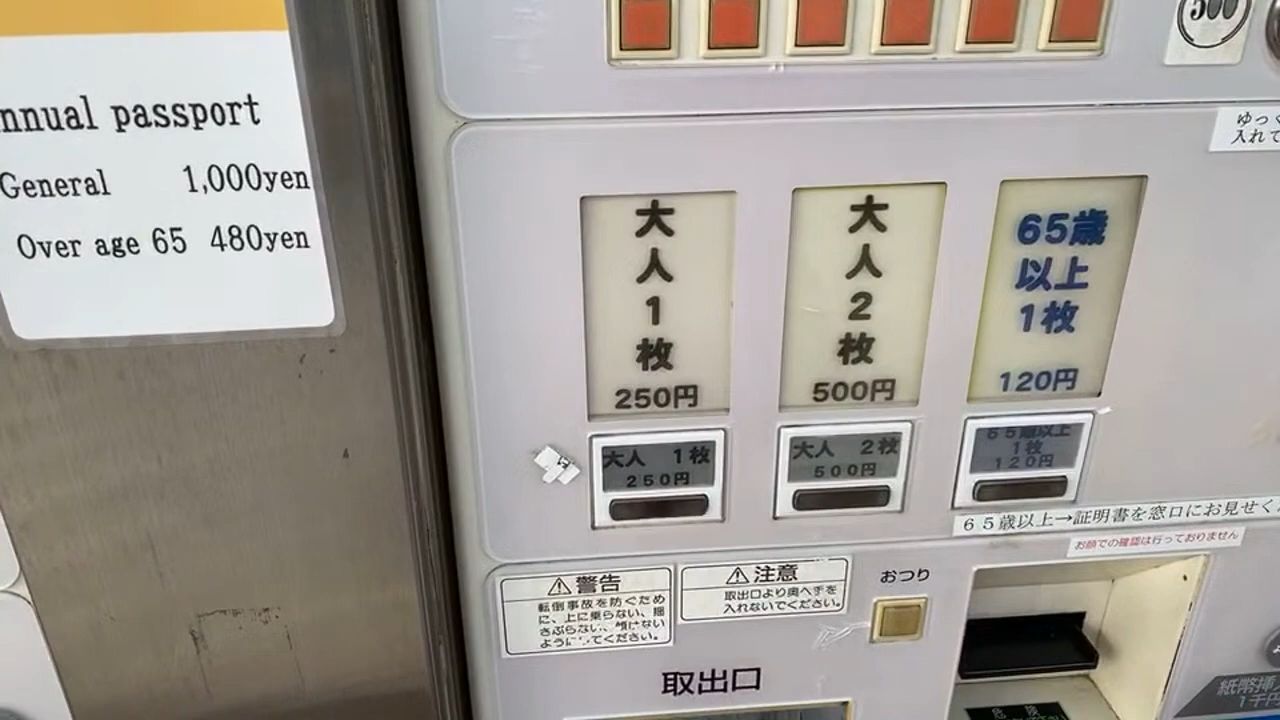 nnual passport
General 1,000yen
Over age 65 480yen
500
ゆっく
入れて
大人1枚
250円
大人2枚
500円
65歳
以上
1枚
120円
大人 1枚
250円
大人 2枚
500円
65歳以上
1枚
120円
65歳以上→証明書を窓口にお見せく
お顔での確認は行っておりません
⚠警告
転倒事故を防ぐため
に、上に乗らない、揺
さぶらない、傾けない
ようにしてください。
⚠注意
取出口より奥へ手を
入れないでください。
おつり
取出口
紙幣挿
1千円